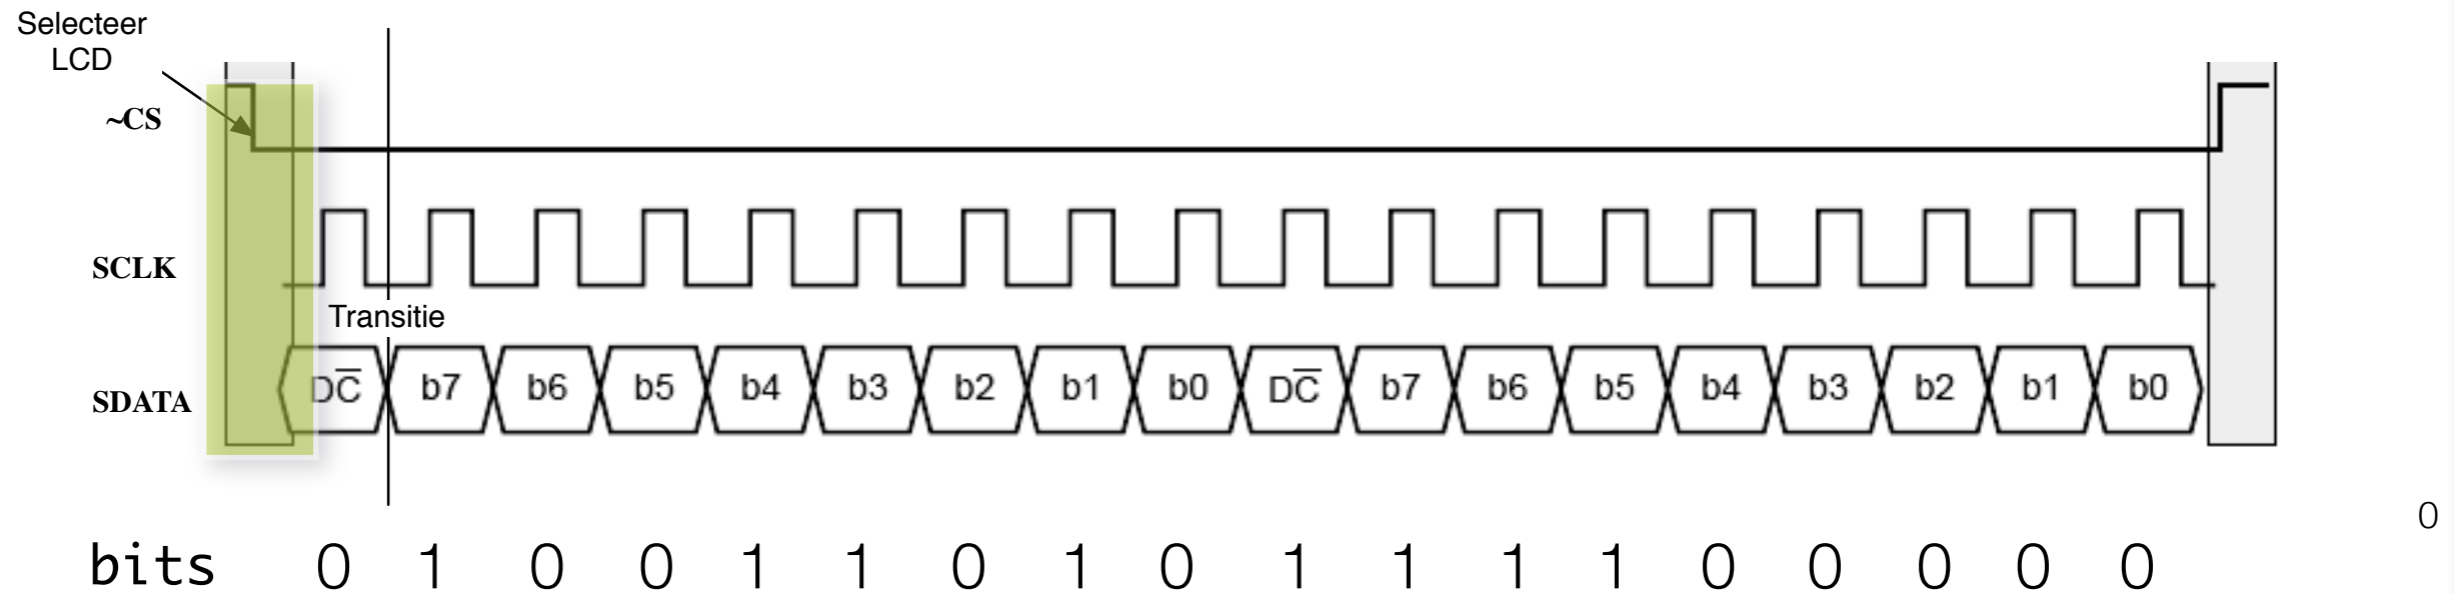 Selecteer
LCD
~CS
SCLK
Transitie
SDATA DC̅ b7 b6 b5 b4 b3 b2 b1 b0 DC̅ b7 b6 b5 b4 b3 b2 b1 b0
0
bits 0 1 0 0 1 1 0 1 0 1 1 1 1 0 0 0 0 0